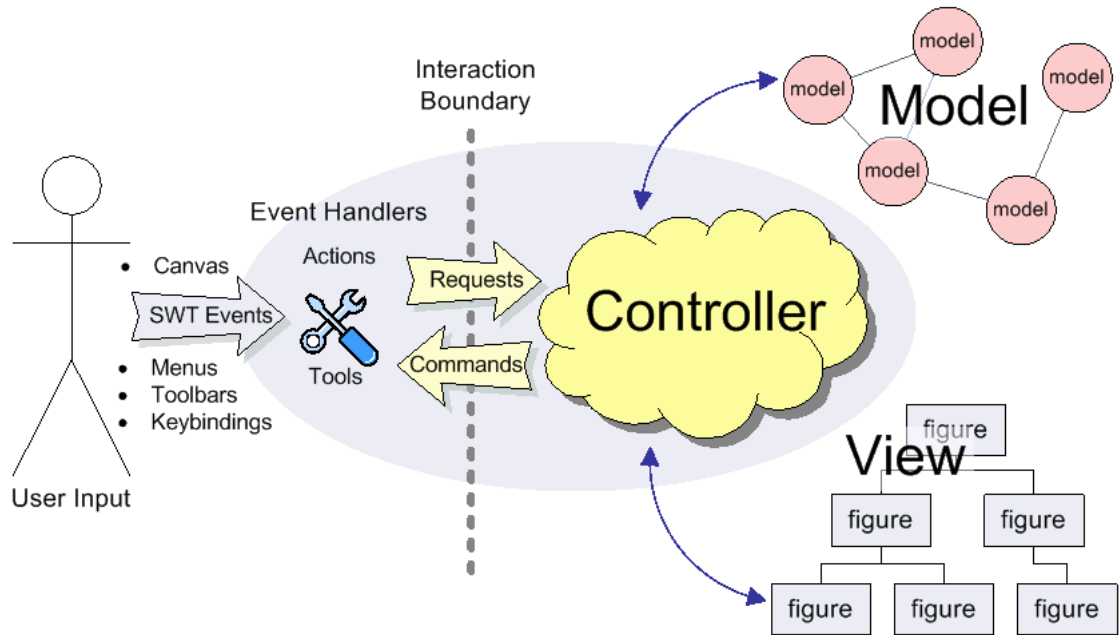 Interaction
Boundary
Event Handlers
Actions
Tools
Canvas
SWT Events
Menus
Toolbars
Keybindings
User Input
Requests
Commands
Controller
model
model
model
Model
model
model
figure
View
figure
figure
figure
figure
figure